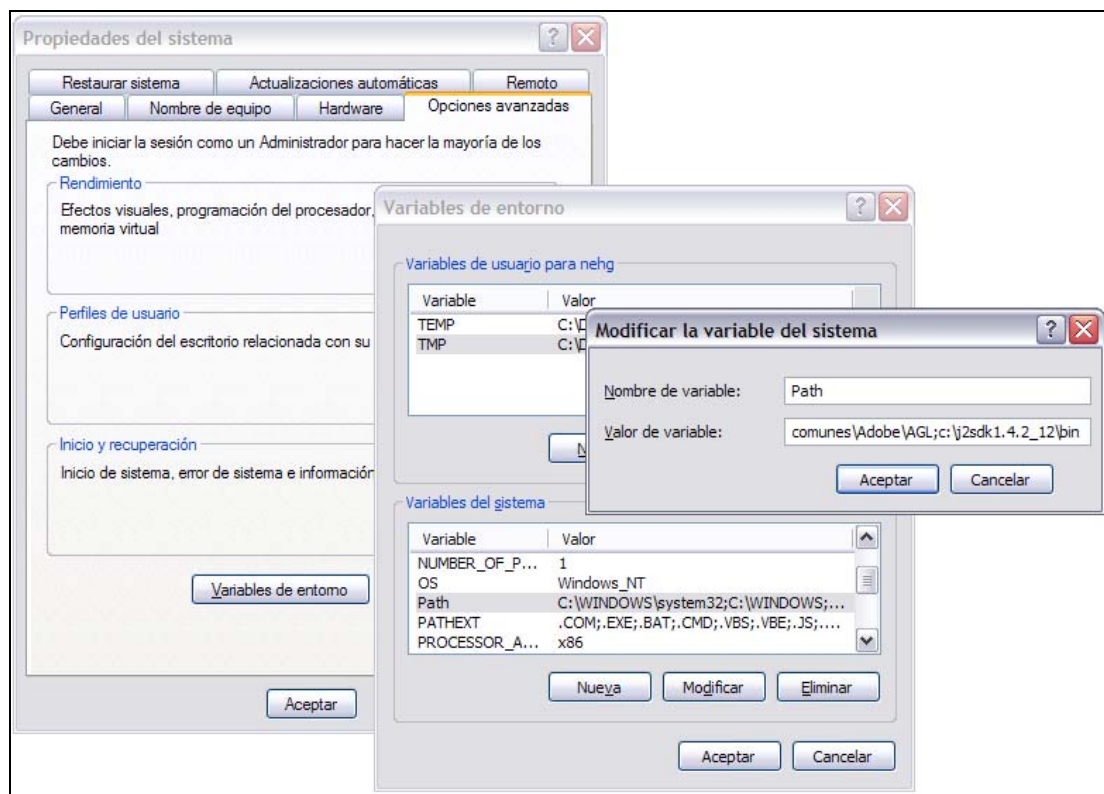 Propiedades del sistema
Restaurar sistema Actualizaciones automáticas Remoto
General Nombre de equipo Hardware Opciones avanzadas
Debe iniciar la sesión como un Administrador para hacer la mayoría de los
cambios.
Rendimiento
Efectos visuales, programación del procesador,
memoria virtual
Perfiles de usuario
Configuración del escritorio relacionada con su
Inicio y recuperación
Inicio de sistema, error de sistema e información
Variables de entorno
Aceptar
Variables de entorno
Variables de usuario para nehg
Variable Valor
TEMP C:\D
TMP C:\D
N
Variables del sistema
Variable Valor
NUMBER_OF_P... 1
OS Windows_NT
Path C:\WINDOWS\system32;C:\WINDOWS;...
PATHEXT .COM;.EXE;.BAT;.CMD;.VBS;.VBE;.JS;....
PROCESSOR_A... x86
Nueva Modificar Eliminar
Aceptar Cancelar
Modificar la variable del sistema
Nombre de variable: Path
Valor de variable: comunes\Adobe\AGL;c:\j2sdk1.4.2_12\bin
Aceptar Cancelar